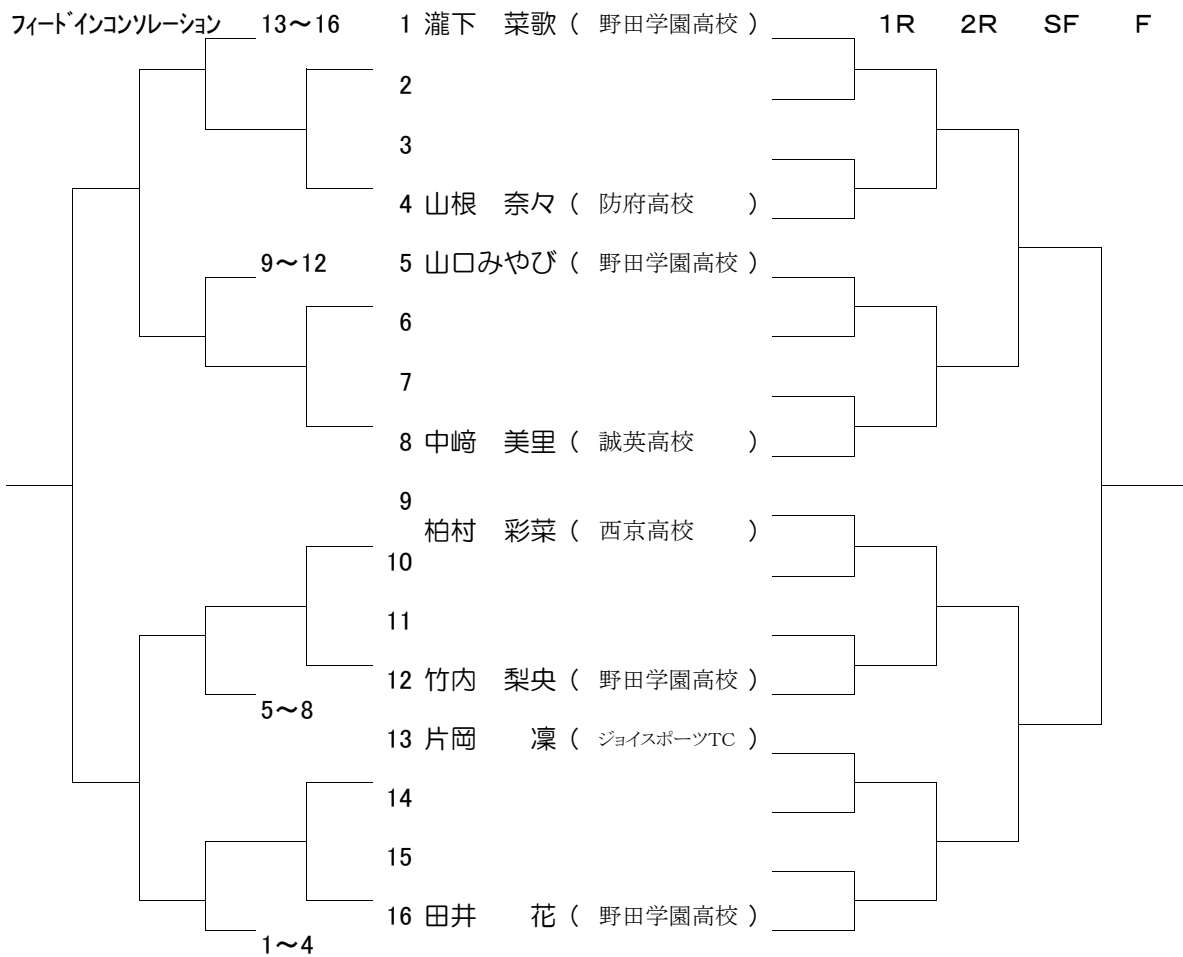 フィードインコンソレーション 13～16 1 瀧下 菜歌 ( 野田学園高校 ) 1R 2R SF F
2
3
4 山根 奈々 ( 防府高校 )
9～12 5 山口みやび ( 野田学園高校 )
6
7
8 中﨑 美里 ( 誠英高校 )
9
柏村 彩菜 ( 西京高校 )
10
11
12 竹内 梨央 ( 野田学園高校 )
5～8
13 片岡 凜 ( ジョイスポーツTC )
14
15
16 田井 花 ( 野田学園高校 )
1～4